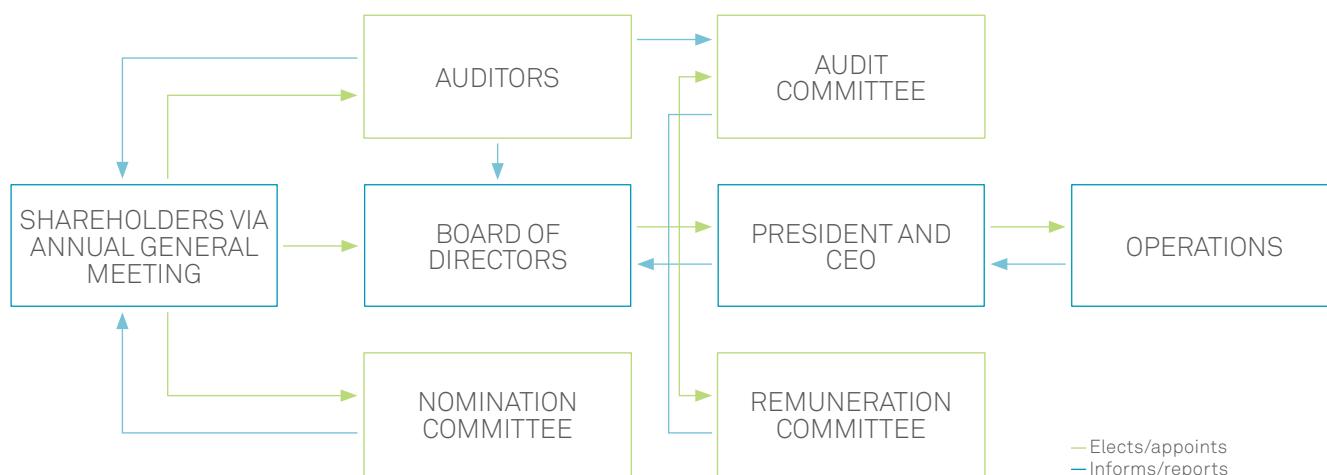 AUDITORS
AUDIT
COMMITTEE
SHAREHOLDERS VIA
ANNUAL GENERAL
MEETING
BOARD OF
DIRECTORS
PRESIDENT AND
CEO
OPERATIONS
NOMINATION
COMMITTEE
REMUNERATION
COMMITTEE
Elects/appoints
Informs/reports